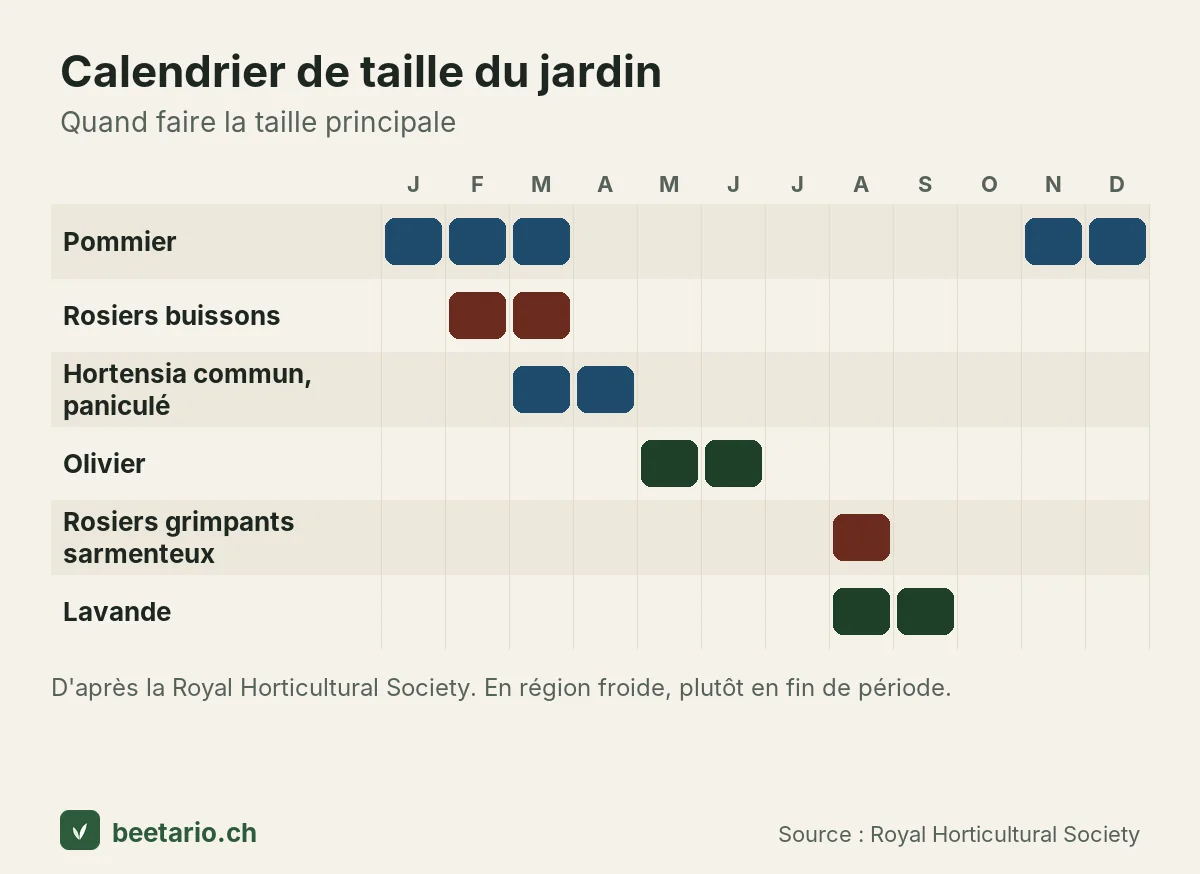 Calendrier de taille du jardin
Quand faire la taille principale
J F M A M J J A S O N D
Pommier
Rosiers buissons
Hortensia commun,
paniculé
Olivier
Rosiers grimpants
sarmenteux
Lavande
D'après la Royal Horticultural Society. En région froide, plutôt en fin de période.
beetario.ch
Source : Royal Horticultural Society